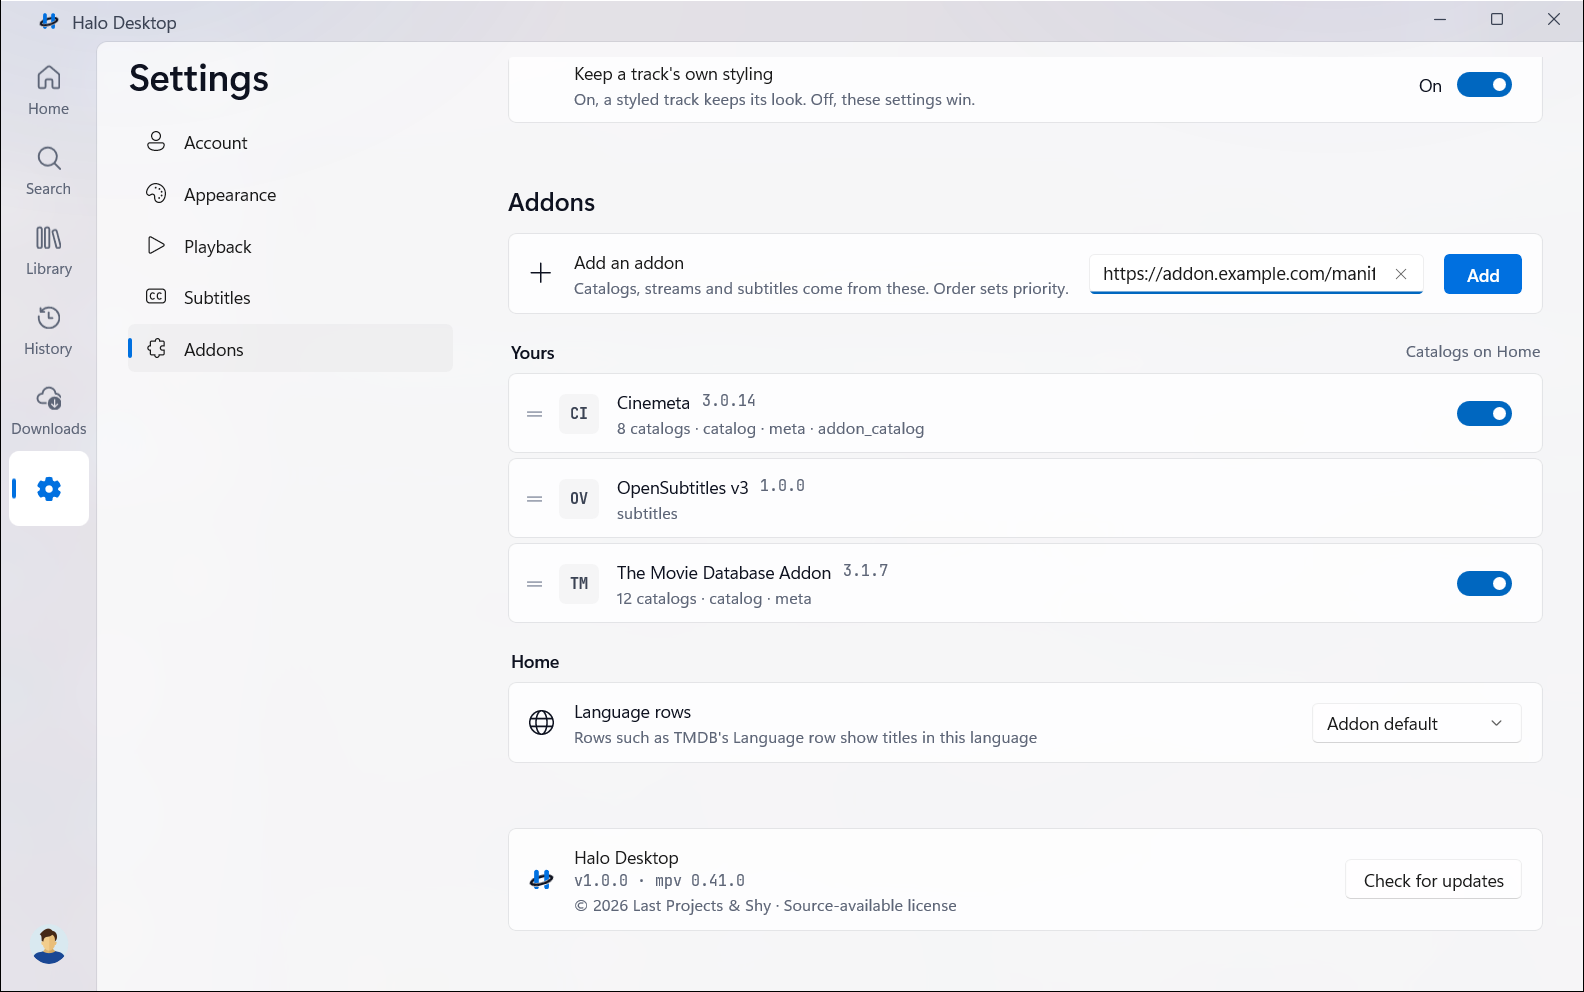 Halo Desktop
Home
Search
Library
History
Downloads
Settings
Account
Appearance
Playback
Subtitles
Addons
Keep a track's own styling
On, a styled track keeps its look. Off, these settings win.
On
Addons
Add an addon
Catalogs, streams and subtitles come from these. Order sets priority.
https://addon.example.com/manif
Add
Yours
Catalogs on Home
CI
Cinemeta 3.0.14
8 catalogs · catalog · meta · addon_catalog
OV
OpenSubtitles v3 1.0.0
subtitles
TM
The Movie Database Addon 3.1.7
12 catalogs · catalog · meta
Home
Language rows
Rows such as TMDB's Language row show titles in this language
Addon default
Halo Desktop
v1.0.0 · mpv 0.41.0
© 2026 Last Projects & Shy · Source-available license
Check for updates